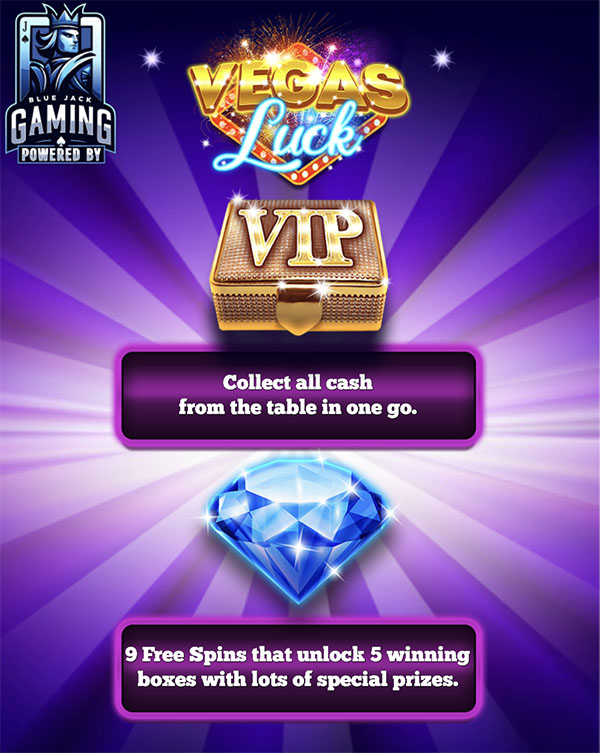 J
BLUE JACK
GAMING
POWERED BY
VEGAS
Luck
VIP
Collect all cash
from the table in one go.
9 Free Spins that unlock 5 winning
boxes with lots of special prizes.